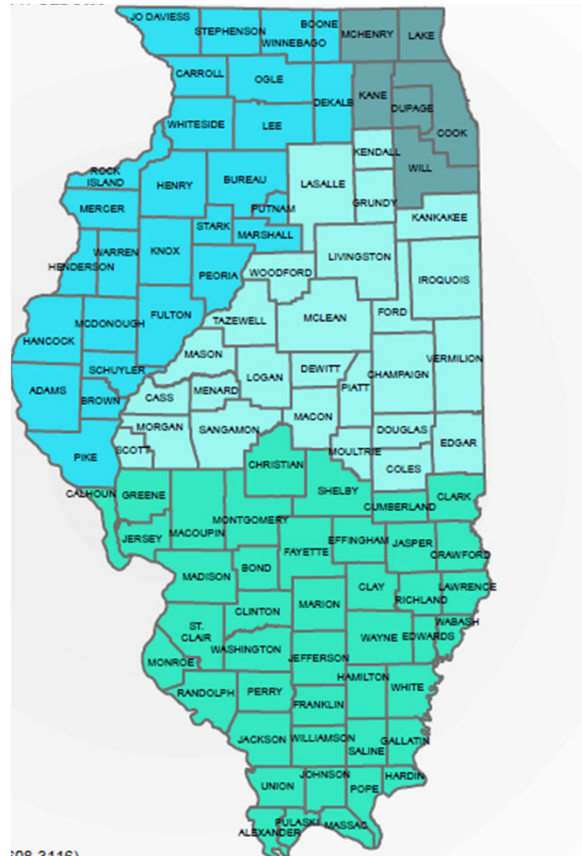 JO DAVIESS
STEPHENSON
BOONE
WINNEBAGO
MCHENRY
LAKE
CARROLL
OGLE
DEKALB
KANE
DUPAGE
COOK
WHITESIDE
LEE
KENDALL
WILL
ROCK
ISLAND
HENRY
BUREAU
LASALLE
GRUNDY
MERCER
PUTNAM
STARK
MARSHALL
KANKAKEE
HENDERSON
WARREN
KNOX
PEORIA
WOODFORD
LIVINGSTON
IROQUOIS
HANCOCK
MCDONOUGH
FULTON
TAZEWELL
MCLEAN
FORD
SCHUYLER
MASON
ADAMS
BROWN
CASS
MENARD
LOGAN
DEWITT
PIATT
CHAMPAIGN
VERMILION
PIKE
SCOTT
MORGAN
SANGAMON
MACON
MOULTRIE
DOUGLAS
COLES
EDGAR
CALHOUN
GREENE
CHRISTIAN
SHELBY
CUMBERLAND
CLARK
JERSEY
MACOUPIN
MONTGOMERY
FAYETTE
EFFINGHAM
JASPER
CRAWFORD
MADISON
BOND
CLAY
RICHLAND
LAWRENCE
ST.
CLAIR
CLINTON
MARION
WAYNE
EDWARDS
WABASH
MONROE
WASHINGTON
JEFFERSON
HAMILTON
WHITE
RANDOLPH
PERRY
FRANKLIN
JACKSON
WILLIAMSON
SALINE
GALLATIN
UNION
JOHNSON
POPE
HARDIN
ALEXANDER
PULASKI
MASSAC